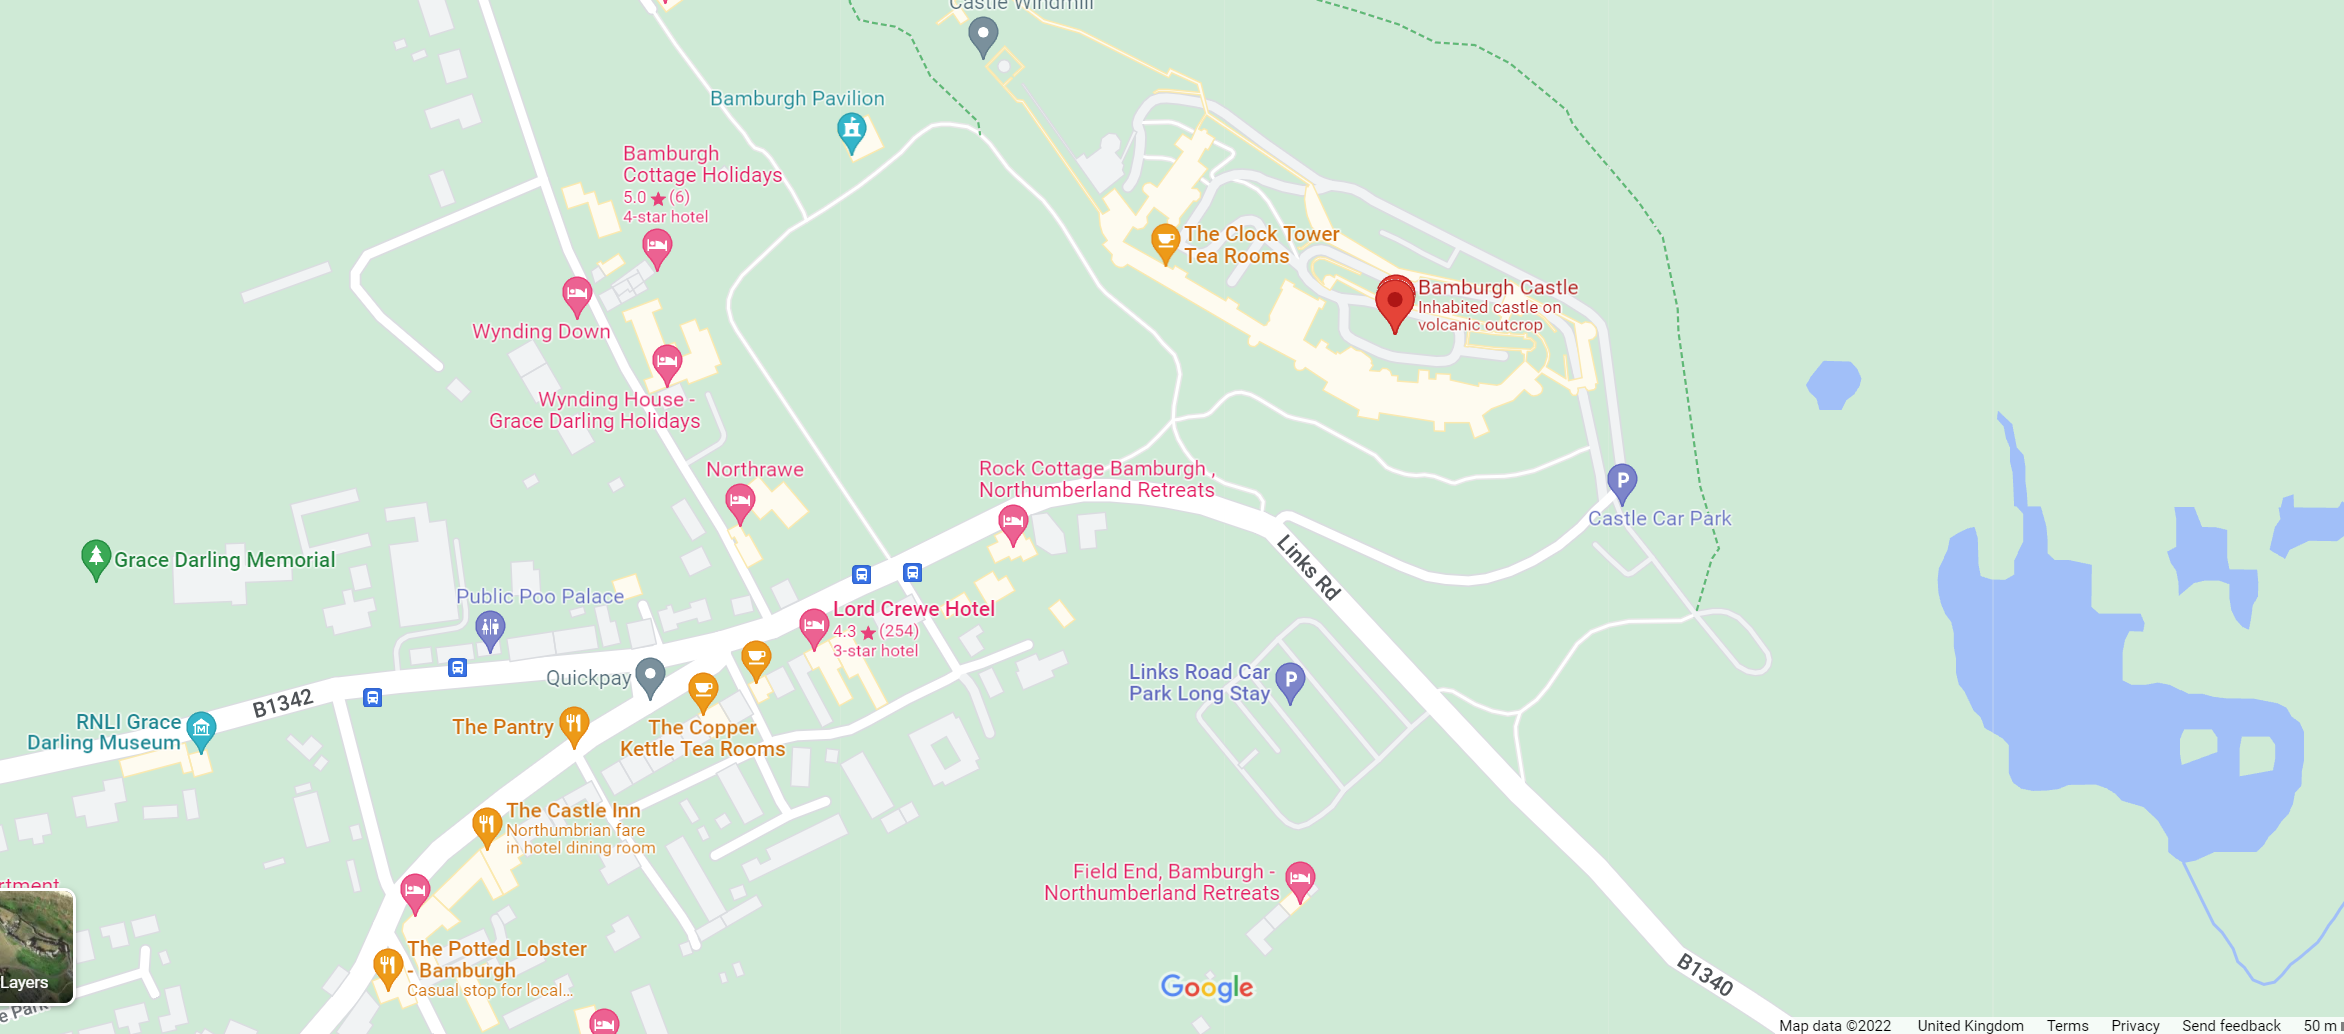 Castle Windmill
Bamburgh Pavilion
Bamburgh
Cottage Holidays
5.0 ★ (6)
4-star hotel
The Clock Tower
Tea Rooms
Bamburgh Castle
Inhabited castle on
volcanic outcrop
Wynding Down
Wynding House -
Grace Darling Holidays
Northrawe
Rock Cottage Bamburgh ,
Northumberland Retreats
P
Castle Car Park
Links Rd
Grace Darling Memorial
Public Poo Palace
Lord Crewe Hotel
4.3 ★ (254)
3-star hotel
Quickpay
Links Road Car
Park Long Stay
P
B1342
RNLI Grace
Darling Museum
The Pantry
The Copper
Kettle Tea Rooms
The Castle Inn
Northumbrian fare
in hotel dining room
Field End, Bamburgh -
Northumberland Retreats
The Potted Lobster
- Bamburgh
Casual stop for local...
Layers
B1340
Google
Map data ©2022 United Kingdom Terms Privacy Send feedback 50 m